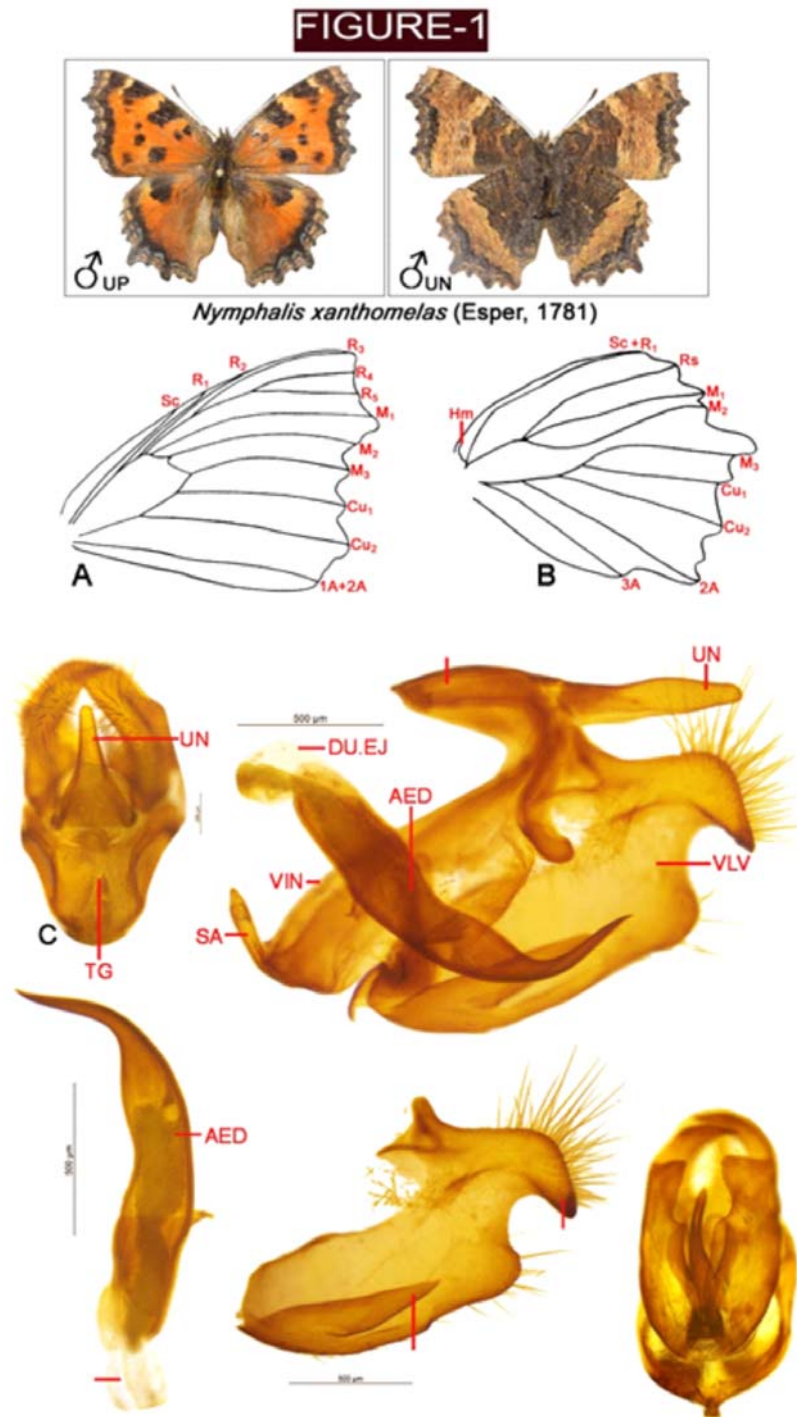 FIGURE-1
♂UP
♂UN
Nymphalis xanthomelas (Esper, 1781)
Sc
R1
R2
R3
R4
R5
M1
M2
M3
Cu1
Cu2
1A+2A
A
Hm
Sc + R1
Rs
M1
M2
M3
Cu1
Cu2
2A
3A
B
UN
TG
C
500 µm
DU.EJ
AED
VIN
SA
UN
VLV
500 µm
AED
500 µm